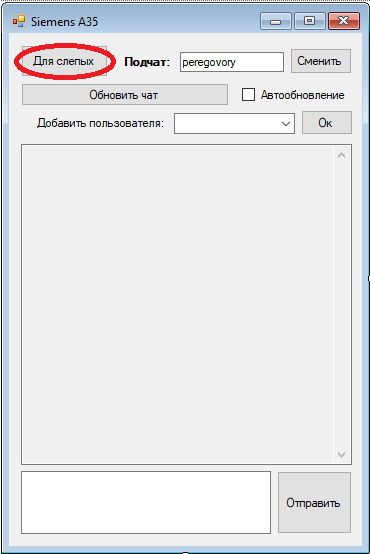 Siemens A35
Для слепых Подчат: peregovory Сменить
Обновить чат Автообновление
Добавить пользователя: Ок
Отправить